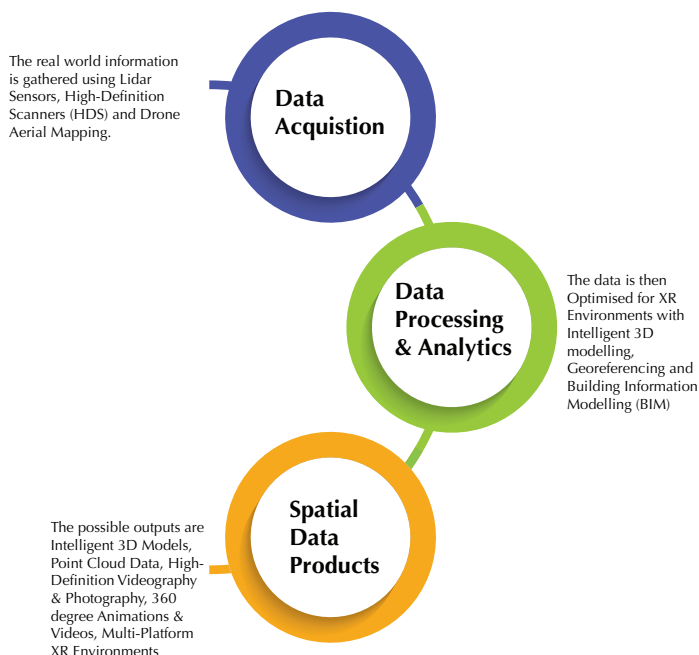 The real world information
is gathered using Lidar
Sensors, High-Definition
Scanners (HDS) and Drone
Aerial Mapping.
Data
Acquistion
Data
Processing
& Analytics
The data is then
Optimised for XR
Environments with
Intelligent 3D
modelling,
Georeferencing and
Building Information
Modelling (BIM)
Spatial
Data
Products
The possible outputs are
Intelligent 3D Models,
Point Cloud Data, High-
Definition Videography
& Photography, 360
degree Animations &
Videos, Multi-Platform
XR Environments